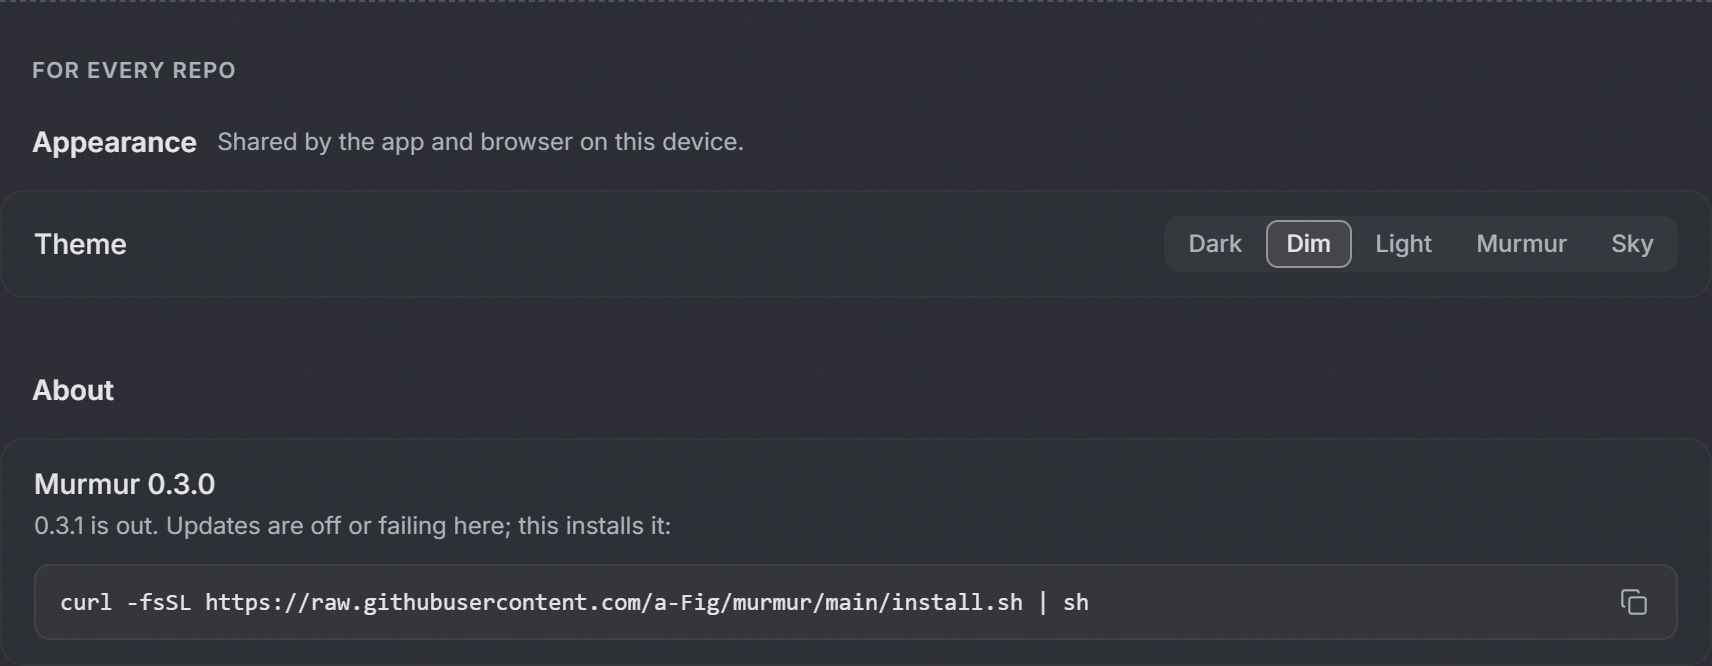 FOR EVERY REPO
Appearance Shared by the app and browser on this device.
Theme Dark Dim Light Murmur Sky
About
Murmur 0.3.0
0.3.1 is out. Updates are off or failing here; this installs it:
curl -fsSL https://raw.githubusercontent.com/a-Fig/murmur/main/install.sh | sh